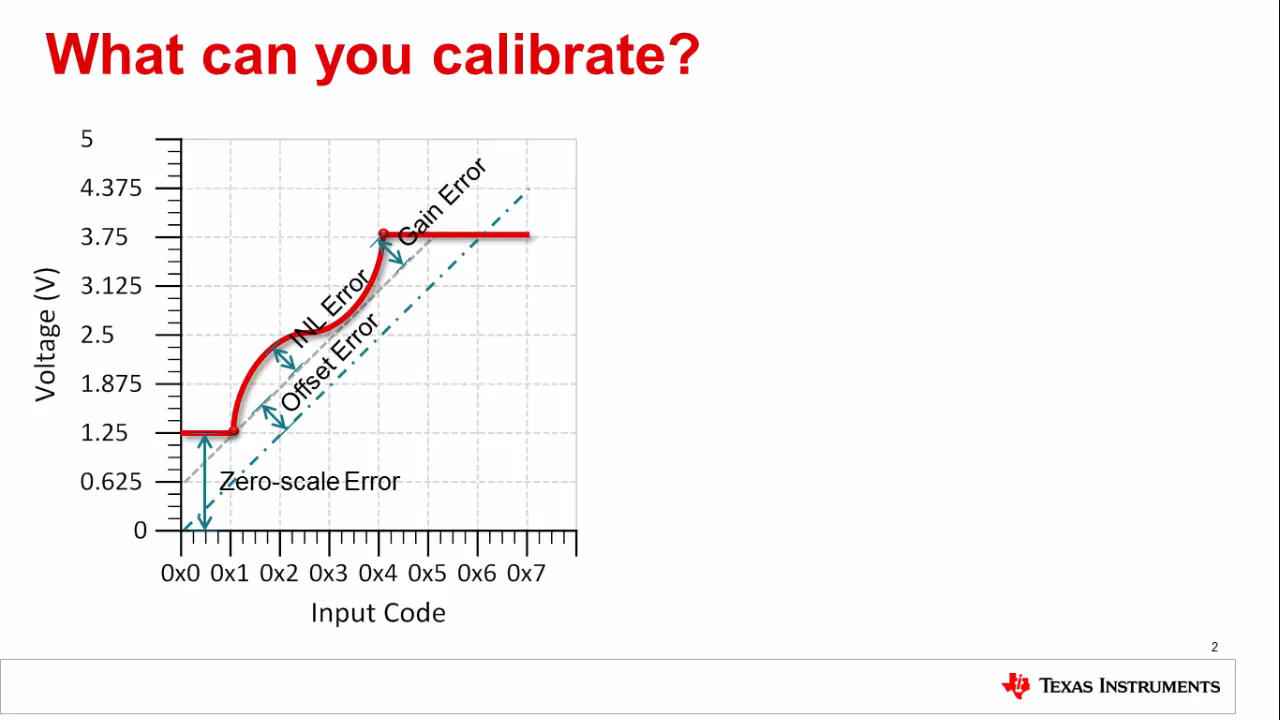 What can you calibrate?
5
4.375
3.75
3.125
2.5
1.875
1.25
0.625
0
Voltage (V)
Gain Error
INL Error
Offset Error
Zero-scale Error
0x0 0x1 0x2 0x3 0x4 0x5 0x6 0x7
Input Code
2
TEXAS INSTRUMENTS